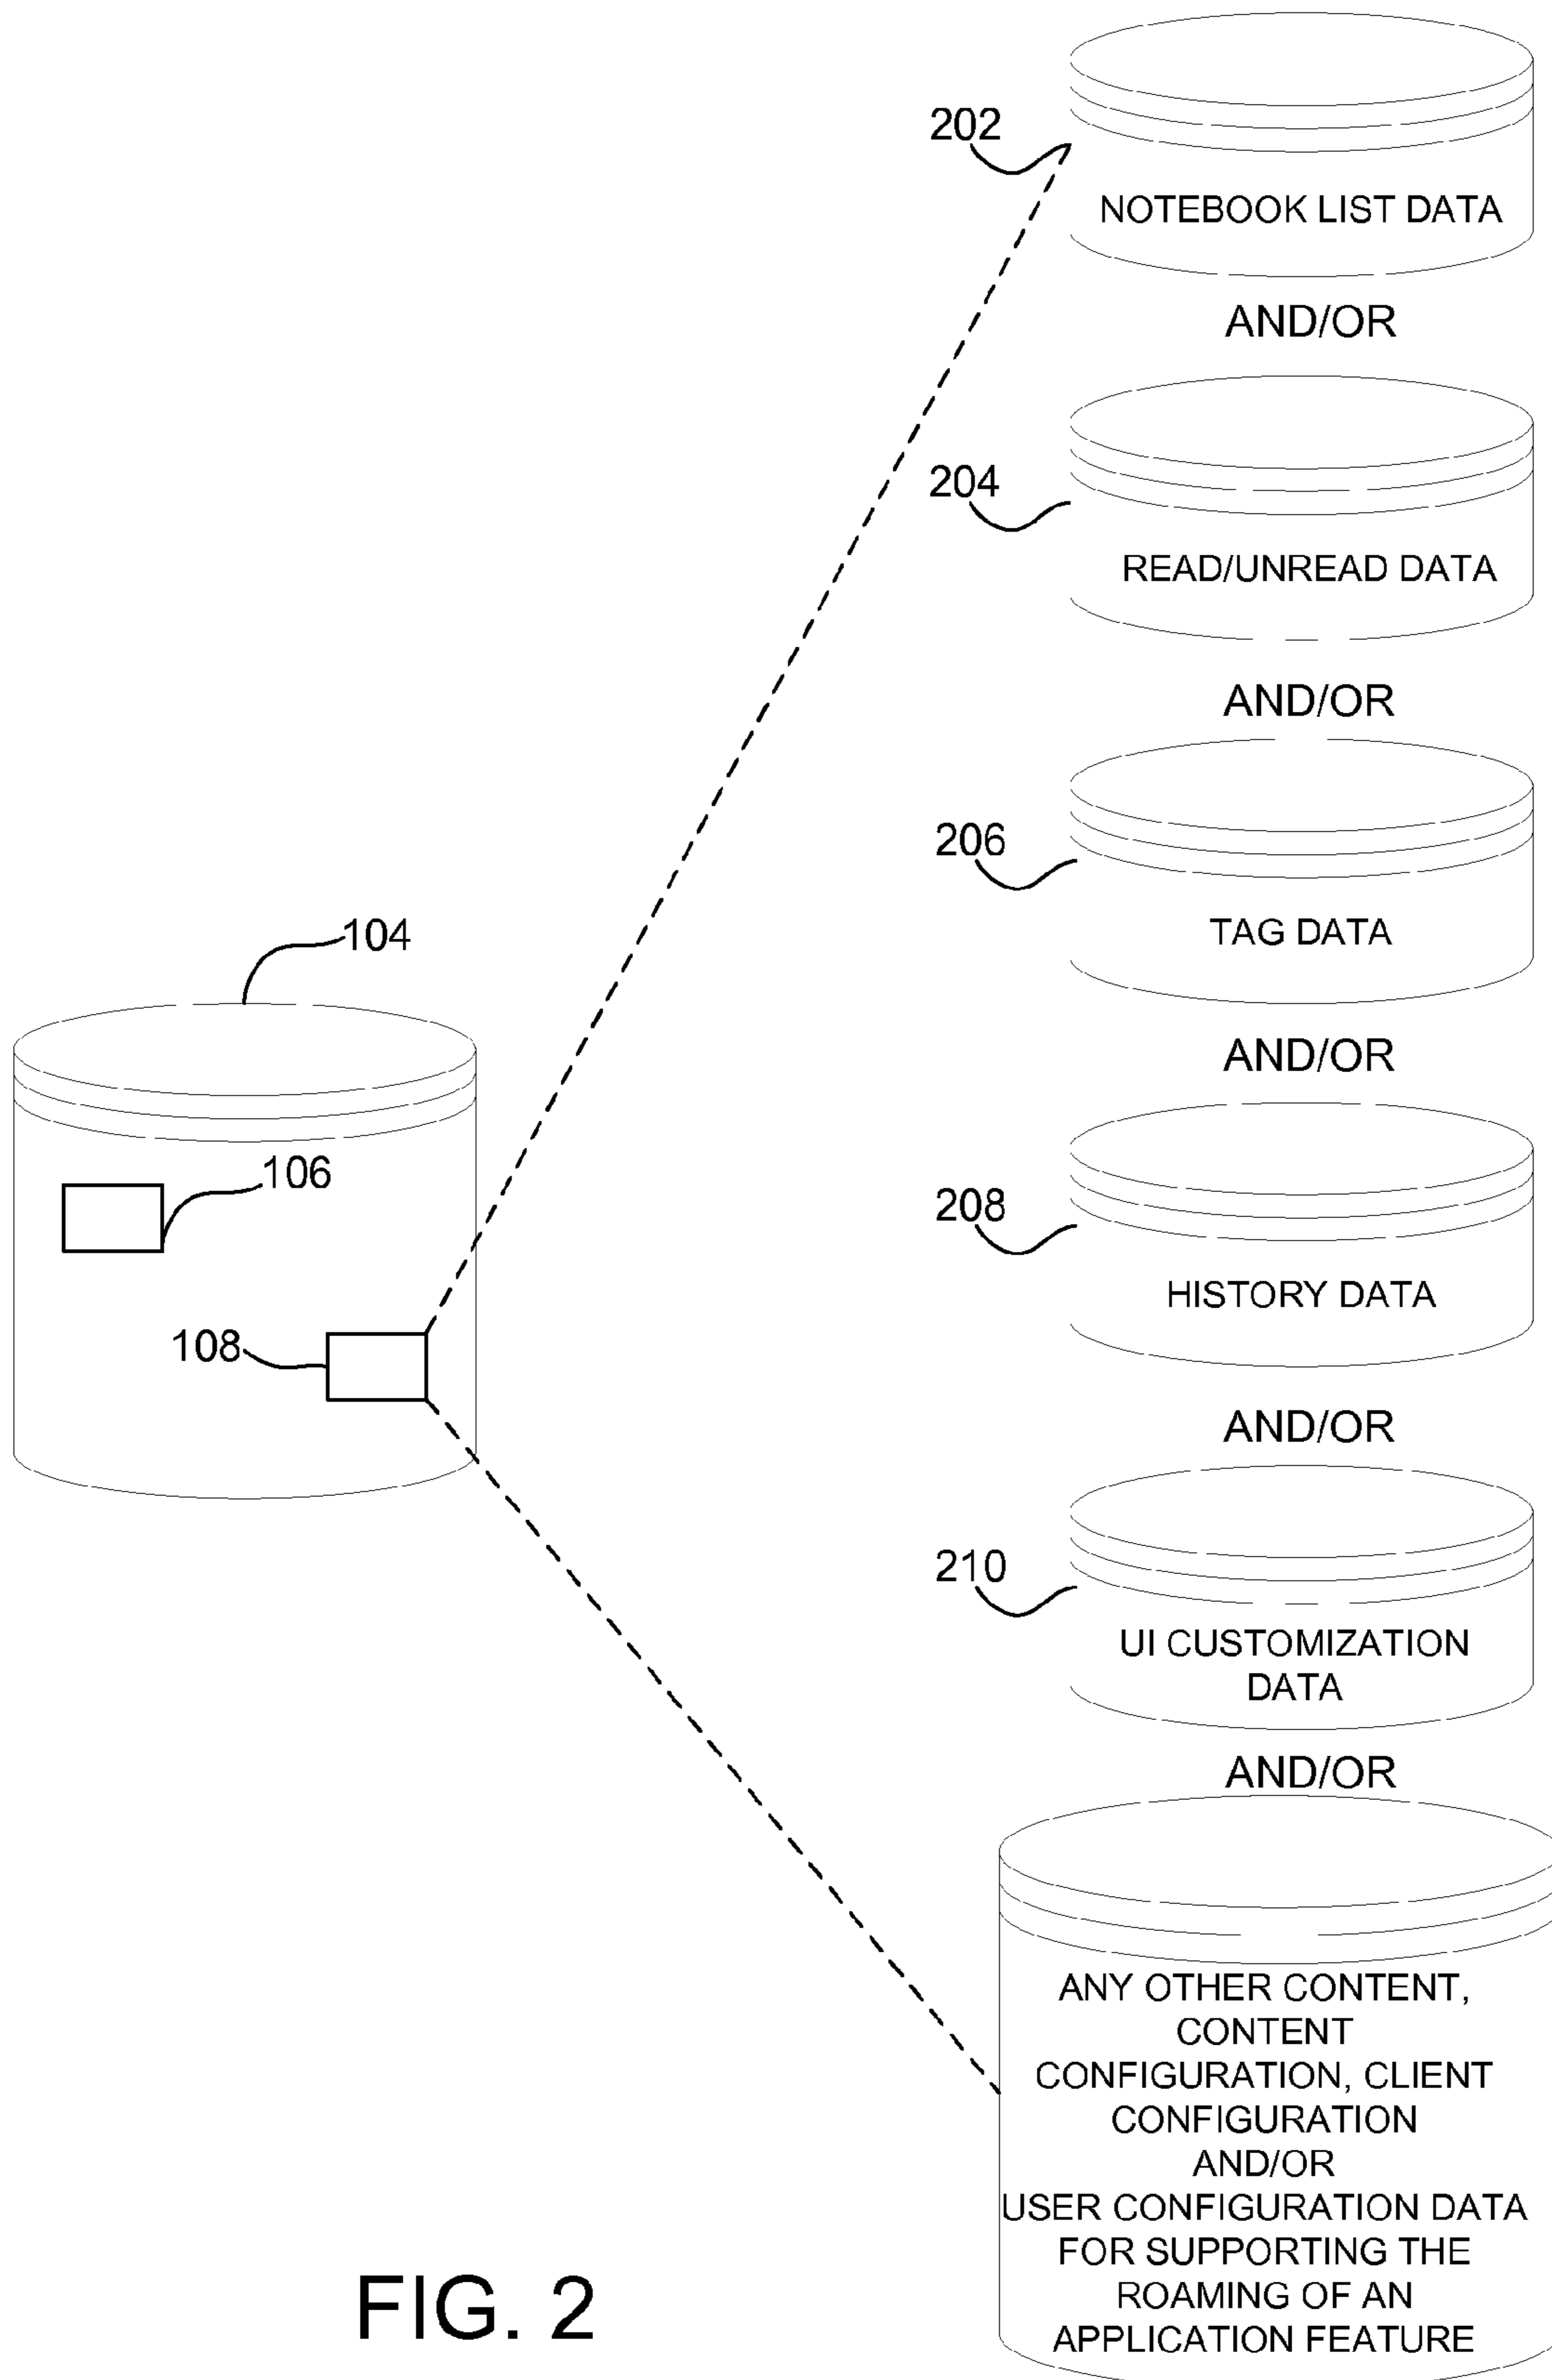 202
NOTEBOOK LIST DATA
AND/OR
204
READ/UNREAD DATA
AND/OR
206
TAG DATA
104
AND/OR
106
208
HISTORY DATA
108
AND/OR
210
UI CUSTOMIZATION
DATA
AND/OR
ANY OTHER CONTENT,
CONTENT
CONFIGURATION, CLIENT
CONFIGURATION
AND/OR
USER CONFIGURATION DATA
FOR SUPPORTING THE
ROAMING OF AN
APPLICATION FEATURE
FIG. 2